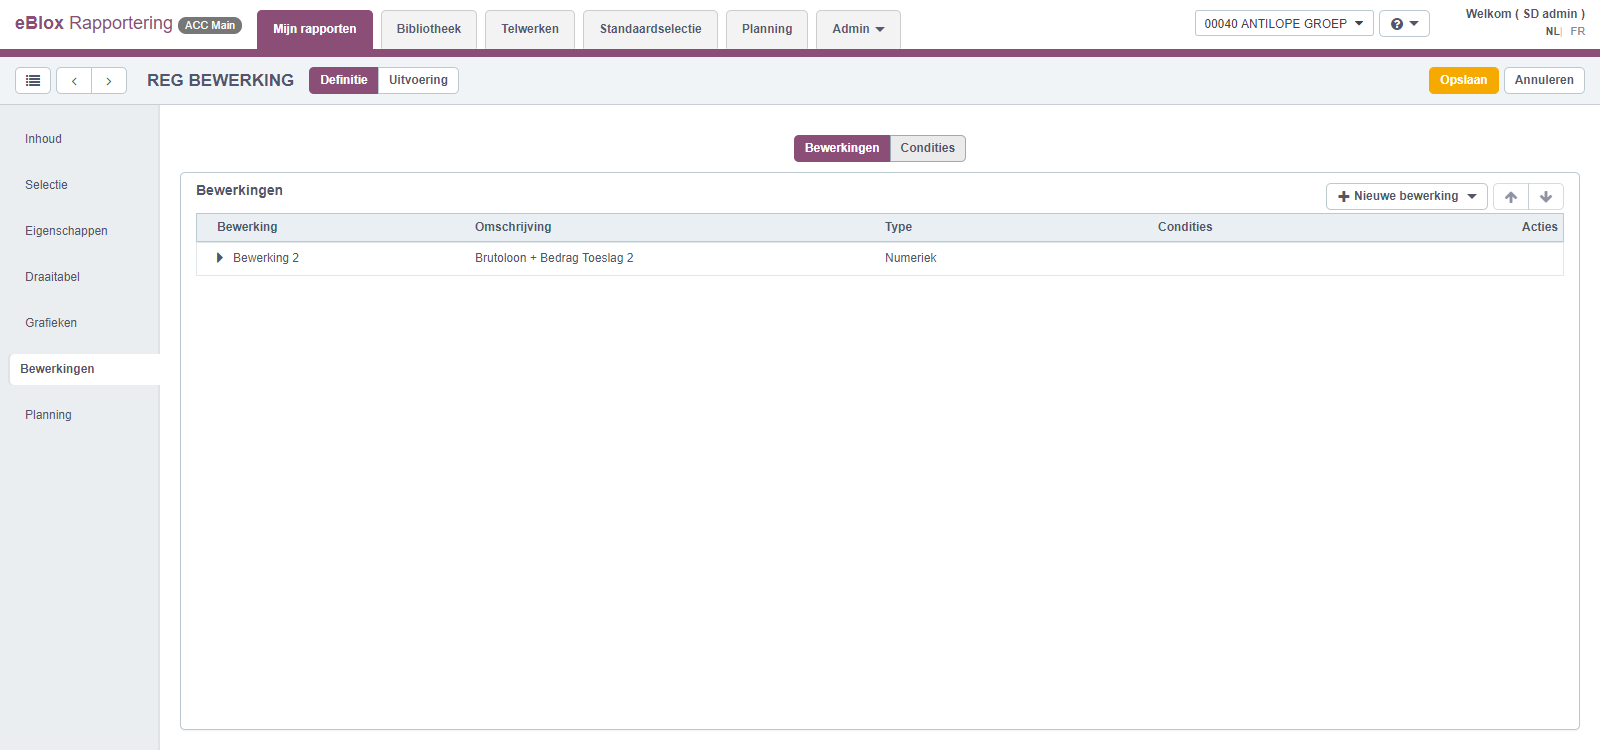 eBlox Rapportering ACC Main
Mijn rapporten
Bibliotheek
Telwerken
Standaardselectie
Planning
Admin
00040 ANTILOPE GROEP
Welkom ( SD admin )
NL| FR
REG BEWERKING
Definitie
Uitvoering
Opslaan
Annuleren
Inhoud
Selectie
Eigenschappen
Draaitabel
Grafieken
Bewerkingen
Planning
Bewerkingen
Condities
Bewerkingen
Nieuwe bewerking
Bewerking Omschrijving Type Condities Acties
Bewerking 2 Brutoloon + Bedrag Toeslag 2 Numeriek